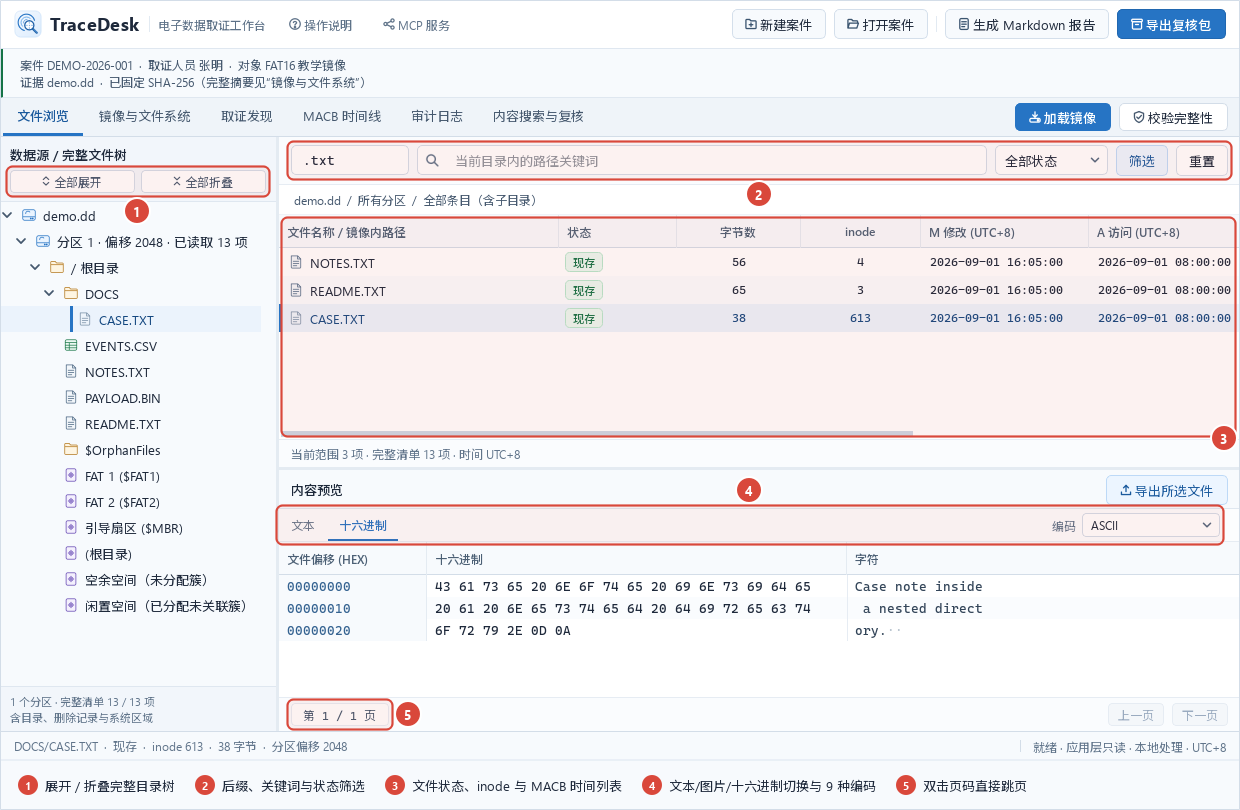 TraceDesk 电子数据取证工作台 操作说明 MCP 服务 新建案件 打开案件 生成 Markdown 报告 导出复核包
案件 DEMO-2026-001 · 取证人员 张明 · 对象 FAT16 教学镜像
证据 demo.dd · 已固定 SHA-256（完整摘要见“镜像与文件系统”）
文件浏览 镜像与文件系统 取证发现 MACB 时间线 审计日志 内容搜索与复核 加载镜像 校验完整性
数据源 / 完整文件树
全部展开 全部折叠
1
demo.dd
分区 1 · 偏移 2048 · 已读取 13 项
/ 根目录
DOCS
CASE.TXT
EVENTS.CSV
NOTES.TXT
PAYLOAD.BIN
README.TXT
$OrphanFiles
FAT 1 ($FAT1)
FAT 2 ($FAT2)
引导扇区 ($MBR)
(根目录)
空余空间（未分配簇）
闲置空间（已分配未关联簇）
1 个分区 · 完整清单 13 / 13 项
含目录、删除记录与系统区域
.txt 当前目录内的路径关键词 全部状态 筛选 重置
2
demo.dd / 所有分区 / 全部条目（含子目录）
文件名称 / 镜像内路径 状态 字节数 inode M 修改 (UTC+8) A 访问 (UTC+8)
NOTES.TXT 现存 56 4 2026-09-01 16:05:00 2026-09-01 08:00:00
README.TXT 现存 65 3 2026-09-01 16:05:00 2026-09-01 08:00:00
CASE.TXT 现存 38 613 2026-09-01 16:05:00 2026-09-01 08:00:00
3
当前范围 3 项 · 完整清单 13 项 · 时间 UTC+8
内容预览 4 导出所选文件
文本 十六进制 编码 ASCII
文件偏移 (HEX) 十六进制 字符
00000000 43 61 73 65 20 6E 6F 74 65 20 69 6E 73 69 64 65 Case note inside
00000010 20 61 20 6E 65 73 74 65 64 20 64 69 72 65 63 74 a nested direct
00000020 6F 72 79 2E 0D 0A ory.··
第 1 / 1 页 5 上一页 下一页
DOCS/CASE.TXT · 现存 · inode 613 · 38 字节 · 分区偏移 2048 就绪 · 应用层只读 · 本地处理 · UTC+8
1 展开 / 折叠完整目录树 2 后缀、关键词与状态筛选 3 文件状态、inode 与 MACB 时间列表 4 文本/图片/十六进制切换与 9 种编码 5 双击页码直接跳页